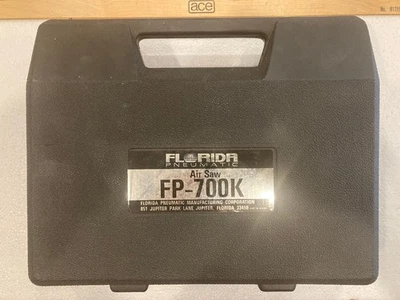 ace
FLORIDA
PNEUMATIC
Air Saw
FP-700K
FLORIDA PNEUMATIC MANUFACTURING CORPORATION
851 JUPITER PARK LANE JUPITER, FLORIDA 33458